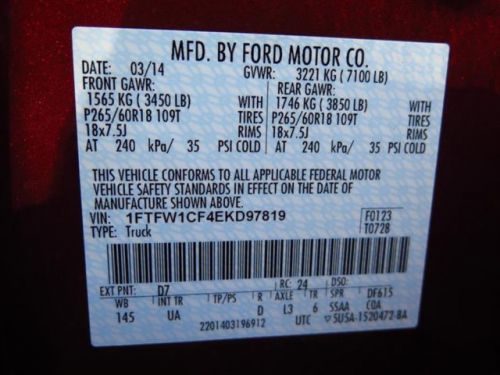 MFD. BY FORD MOTOR CO.
DATE: 03/14 GVWR: 3221 KG ( 7100 LB)
FRONT GAWR: REAR GAWR:
1565 KG ( 3450 LB) 1746 KG ( 3850 LB)
P265/60R18 109T TIRES P265/60R18 109T TIRES
18x7.5J RIMS 18x7.5J RIMS
AT 240 kPa/ 35 PSI COLD AT 240 kPa/ 35 PSI COLD
THIS VEHICLE CONFORMS TO ALL APPLICABLE FEDERAL MOTOR
VEHICLE SAFETY STANDARDS IN EFFECT ON THE DATE OF
MANUFACTURE SHOWN ABOVE.
VIN: 1FTFW1CF4EKD97819 F0123
TYPE: Truck T0728
EXT PNT: D7 RC: 24 DSO:
WB INT TR TP/PS R AXLE TR SPR DF615
145 UA D L3 6 SSAA COA
2201403196912 UTC SUSA-1520472-BA